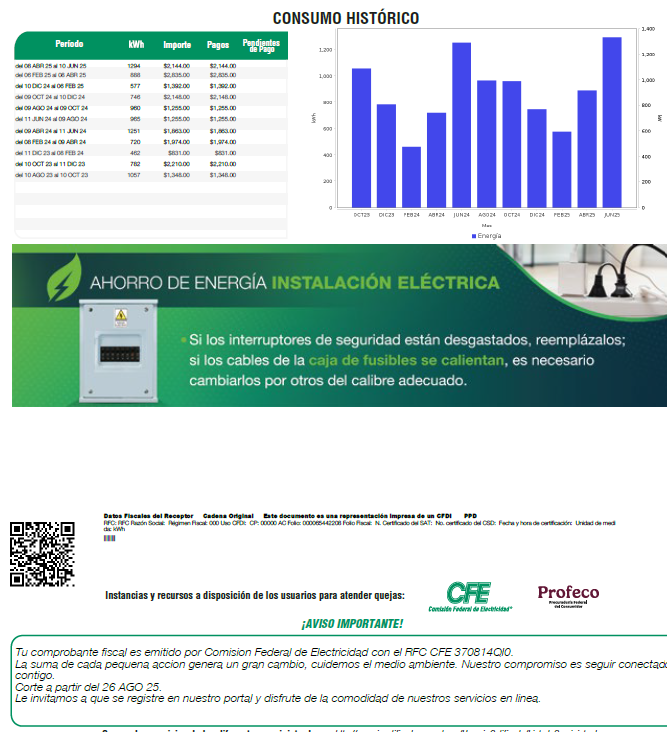 CONSUMO HISTÓRICO
Periodo kWh Importe Pagos Pendientes de Pago
del 08 ABR 25 al 10 JUN 25 1294 $2,144.00 $2,144.00
del 06 FEB 25 al 08 ABR 25 888 $2,835.00 $2,835.00
del 10 DIC 24 al 06 FEB 25 577 $1,392.00 $1,392.00
del 09 OCT 24 al 10 DIC 24 746 $2,148.00 $2,148.00
del 09 AGO 24 al 09 OCT 24 960 $1,255.00 $1,255.00
del 11 JUN 24 al 09 AGO 24 965 $1,255.00 $1,255.00
del 09 ABR 24 al 11 JUN 24 1251 $1,863.00 $1,863.00
del 08 FEB 24 al 09 ABR 24 720 $1,974.00 $1,974.00
del 11 DIC 23 al 08 FEB 24 462 $831.00 $831.00
del 10 OCT 23 al 11 DIC 23 782 $2,210.00 $2,210.00
del 10 AGO 23 al 10 OCT 23 1057 $1,348.00 $1,348.00
1,400
1,200 1,200
1,000 1,000
800 800
kWh
600 600
400 400
200 200
0 0
OCT23 DIC23 FEB24 ABR24 JUN24 AGO24 OCT24 DIC24 FEB25 ABR25 JUN25
Mes
Energía
AHORRO DE ENERGÍA INSTALACIÓN ELÉCTRICA
• Si los interruptores de seguridad están desgastados, reemplázalos;
si los cables de la caja de fusibles se calientan, es necesario
cambiarlos por otros del calibre adecuado.
Datos Fiscales del Receptor Cadena Original Este documento es una representación impresa de un CFDI PPD
RFC: RFC Razón Social: Régimen Fiscal: 000 Uso CFDI: CP: 00000 AC Folio: 000065442208 Folio Fiscal: N. Certificado del SAT: No. certificado del CSD: Fecha y hora de certificación: Unidad de medi
da: kWh
||||||||
Instancias y recursos a disposición de los usuarios para atender quejas:
CFE
Comisión Federal de Electricidad®
Profeco
Procuraduría Federal
del Consumidor
¡AVISO IMPORTANTE!
Tu comprobante fiscal es emitido por Comision Federal de Electricidad con el RFC CFE 370814QI0.
La suma de cada pequena accion genera un gran cambio, cuidemos el medio ambiente. Nuestro compromiso es seguir conectado
contigo.
Corte a partir del 26 AGO 25.
Le invitamos a que se registre en nuestro portal y disfrute de la comodidad de nuestros servicios en linea.